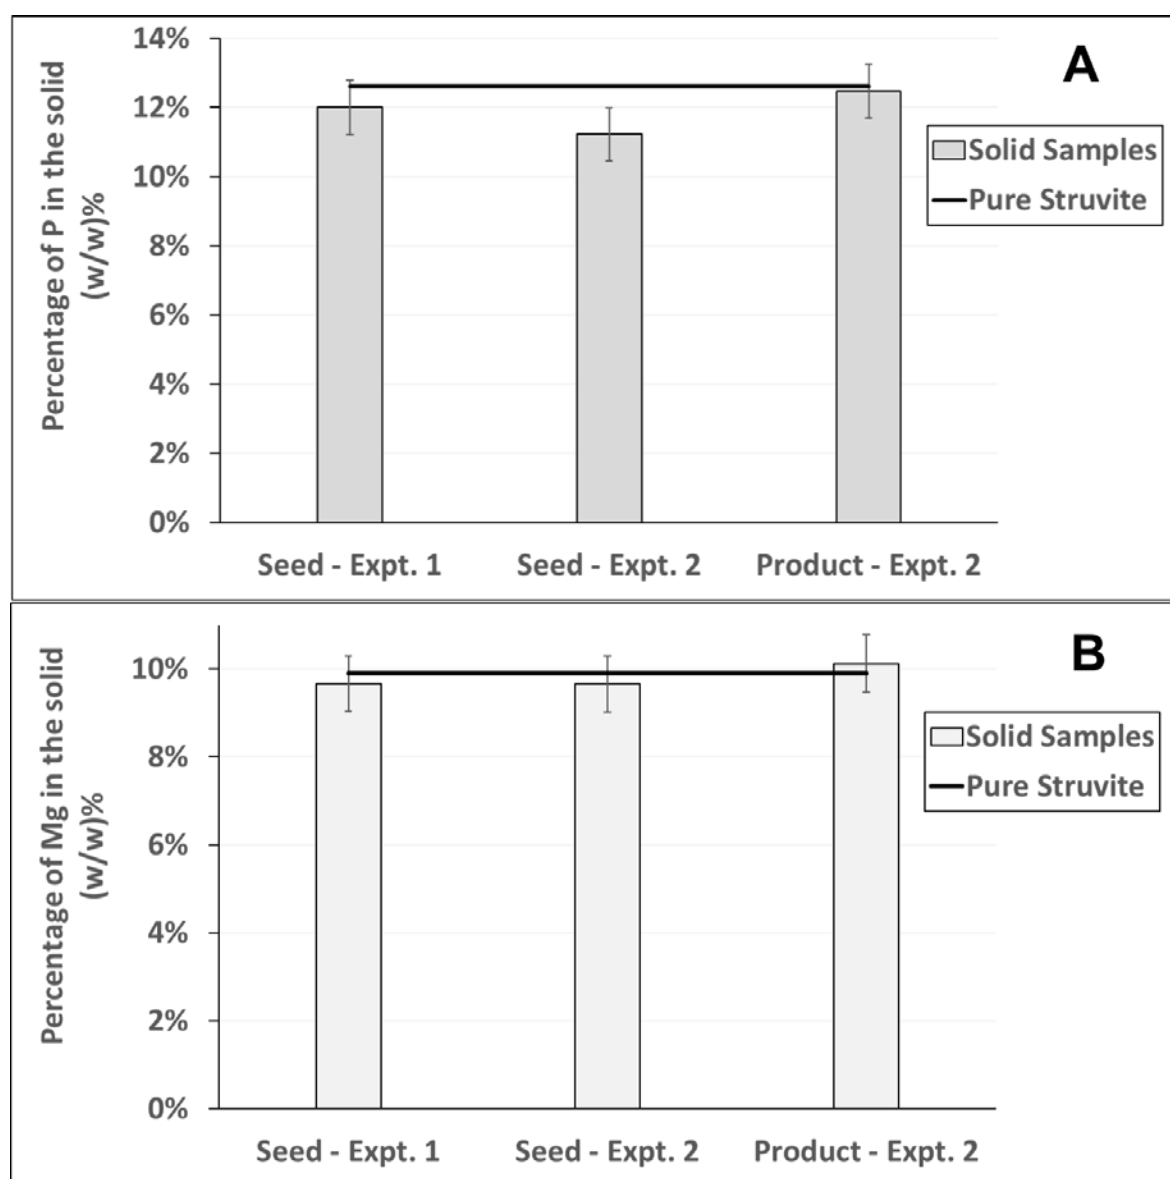 A
Percentage of P in the solid
(w/w)%
14%
12%
10%
8%
6%
4%
2%
0%
Solid Samples
Pure Struvite
Seed - Expt. 1
Seed - Expt. 2
Product - Expt. 2
B
Percentage of Mg in the solid
(w/w)%
10%
8%
6%
4%
2%
0%
Solid Samples
Pure Struvite
Seed - Expt. 1
Seed - Expt. 2
Product - Expt. 2